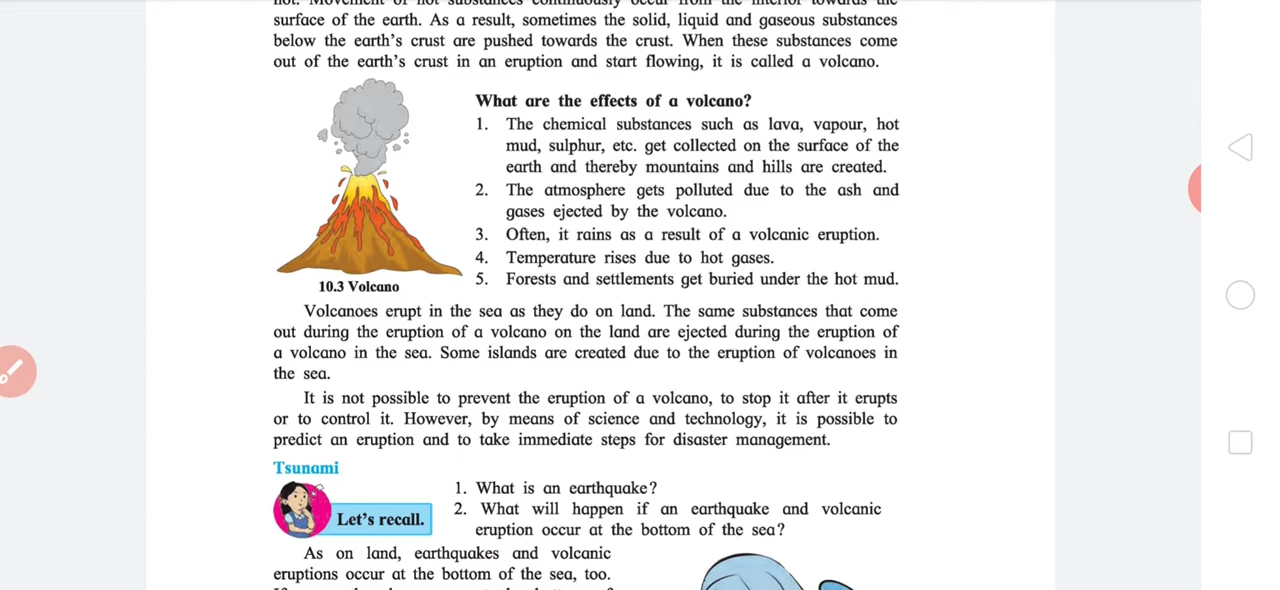 surface of the earth. As a result, sometimes the solid, liquid and gaseous substances
below the earth's crust are pushed towards the crust. When these substances come
out of the earth's crust in an eruption and start flowing, it is called a volcano.
What are the effects of a volcano?
1. The chemical substances such as lava, vapour, hot
mud, sulphur, etc. get collected on the surface of the
earth and thereby mountains and hills are created.
2. The atmosphere gets polluted due to the ash and
gases ejected by the volcano.
3. Often, it rains as a result of a volcanic eruption.
4. Temperature rises due to hot gases.
5. Forests and settlements get buried under the hot mud.
10.3 Volcano
Volcanoes erupt in the sea as they do on land. The same substances that come
out during the eruption of a volcano on the land are ejected during the eruption of
a volcano in the sea. Some islands are created due to the eruption of volcanoes in
the sea.
It is not possible to prevent the eruption of a volcano, to stop it after it erupts
or to control it. However, by means of science and technology, it is possible to
predict an eruption and to take immediate steps for disaster management.
Tsunami
Let's recall.
1. What is an earthquake?
2. What will happen if an earthquake and volcanic
eruption occur at the bottom of the sea?
As on land, earthquakes and volcanic
eruptions occur at the bottom of the sea, too.